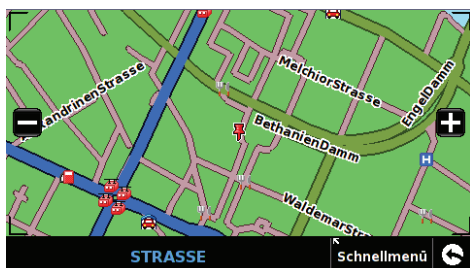 MelchiorStrasse
EngelDamm
andrinenStrasse
BethanienDamm
H
WaldemarStr
STRASSE
Schnellmenü